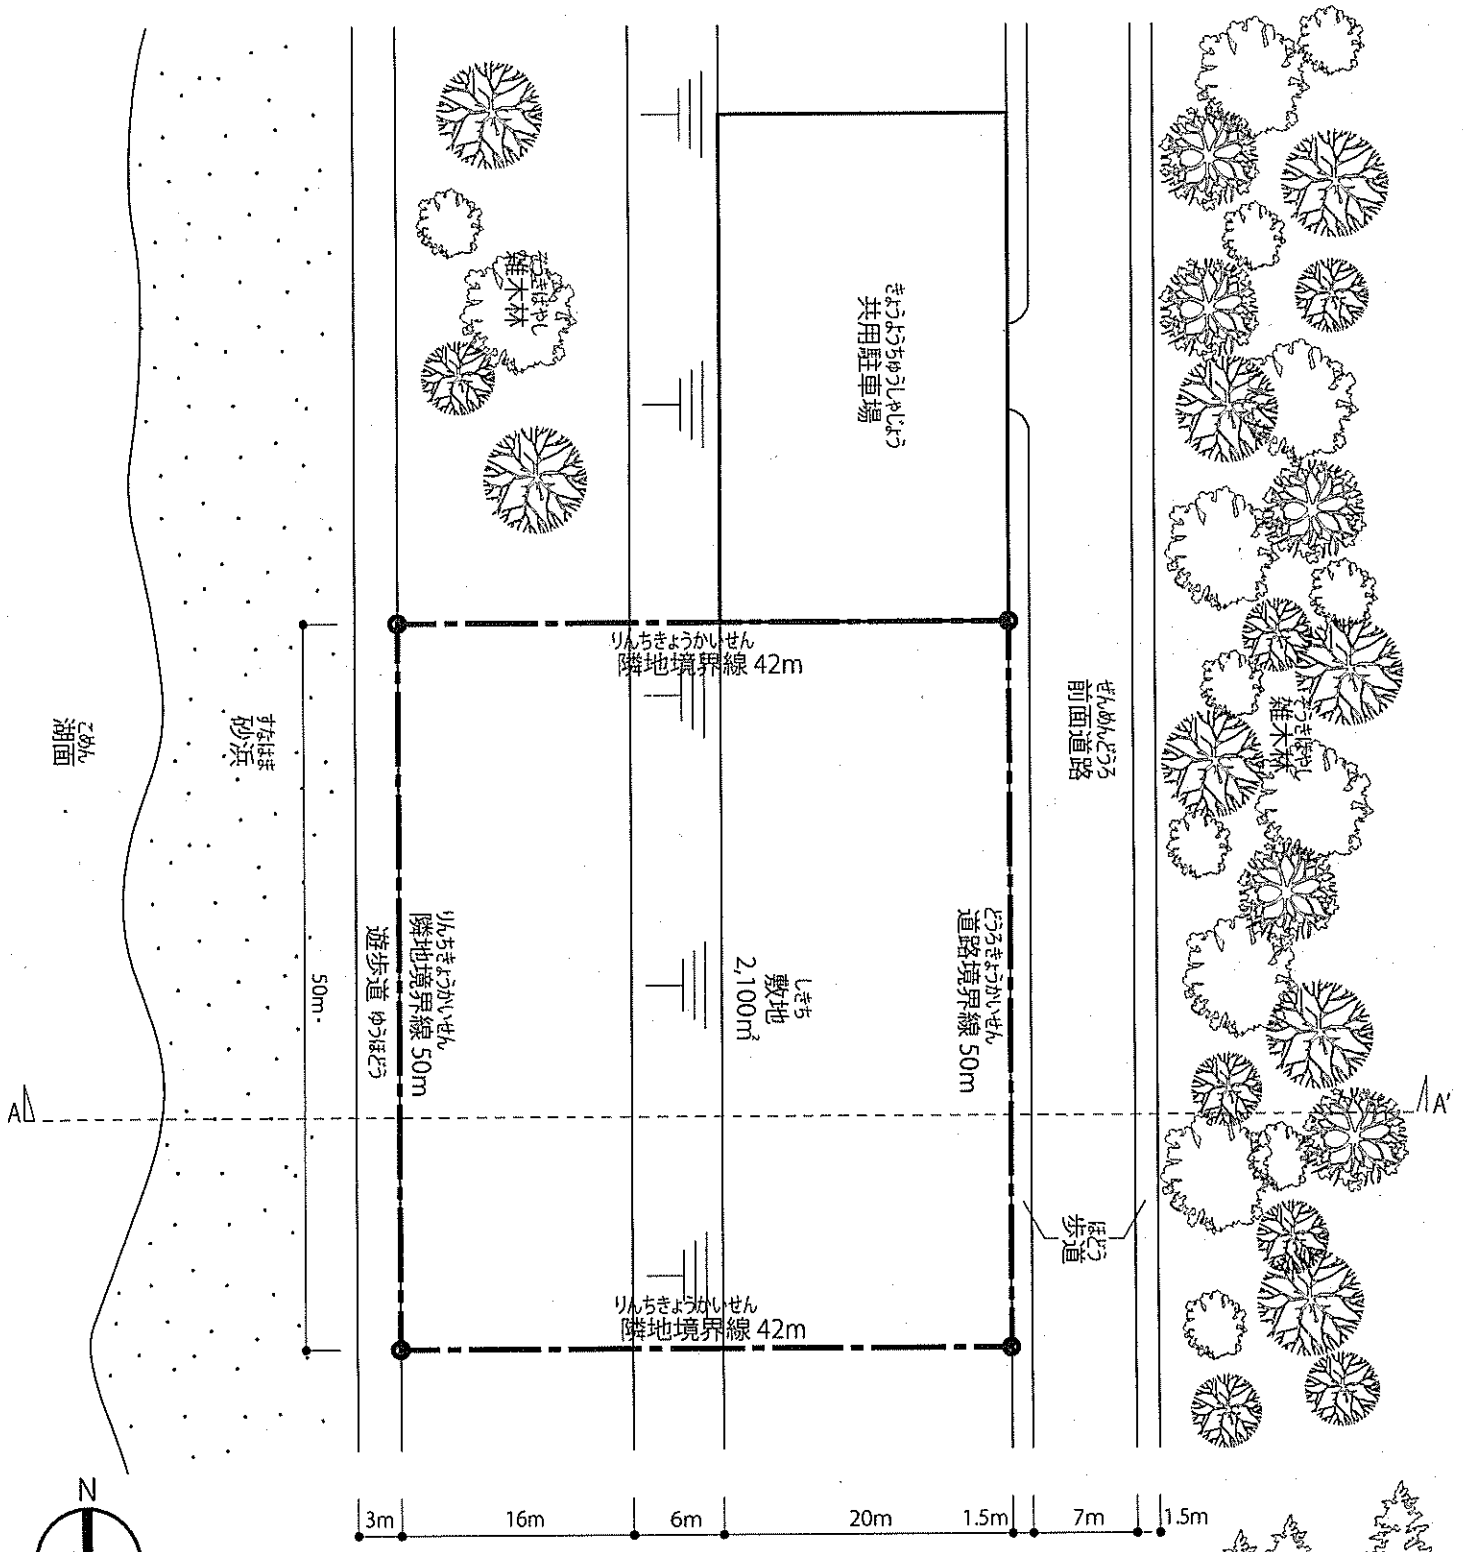 ぞうきばやし
雑木林
きょうようちゅうしゃじょう
共用駐車場
りんちきょうかいせん
隣地境界線 42m
こめん
湖面
すなはま
砂浜
ぜんめんどうろ
前面道路
ぞうきばやし
雑木林
50m
遊歩道 ゆうほどう
りんちきょうかいせん
隣地境界線 50m
しきち
敷地
2,100㎡
どうろきょうかいせん
道路境界線 50m
A
A'
ほどう
歩道
りんちきょうかいせん
隣地境界線 42m
N
3m 16m 6m 20m 1.5m 7m 1.5m